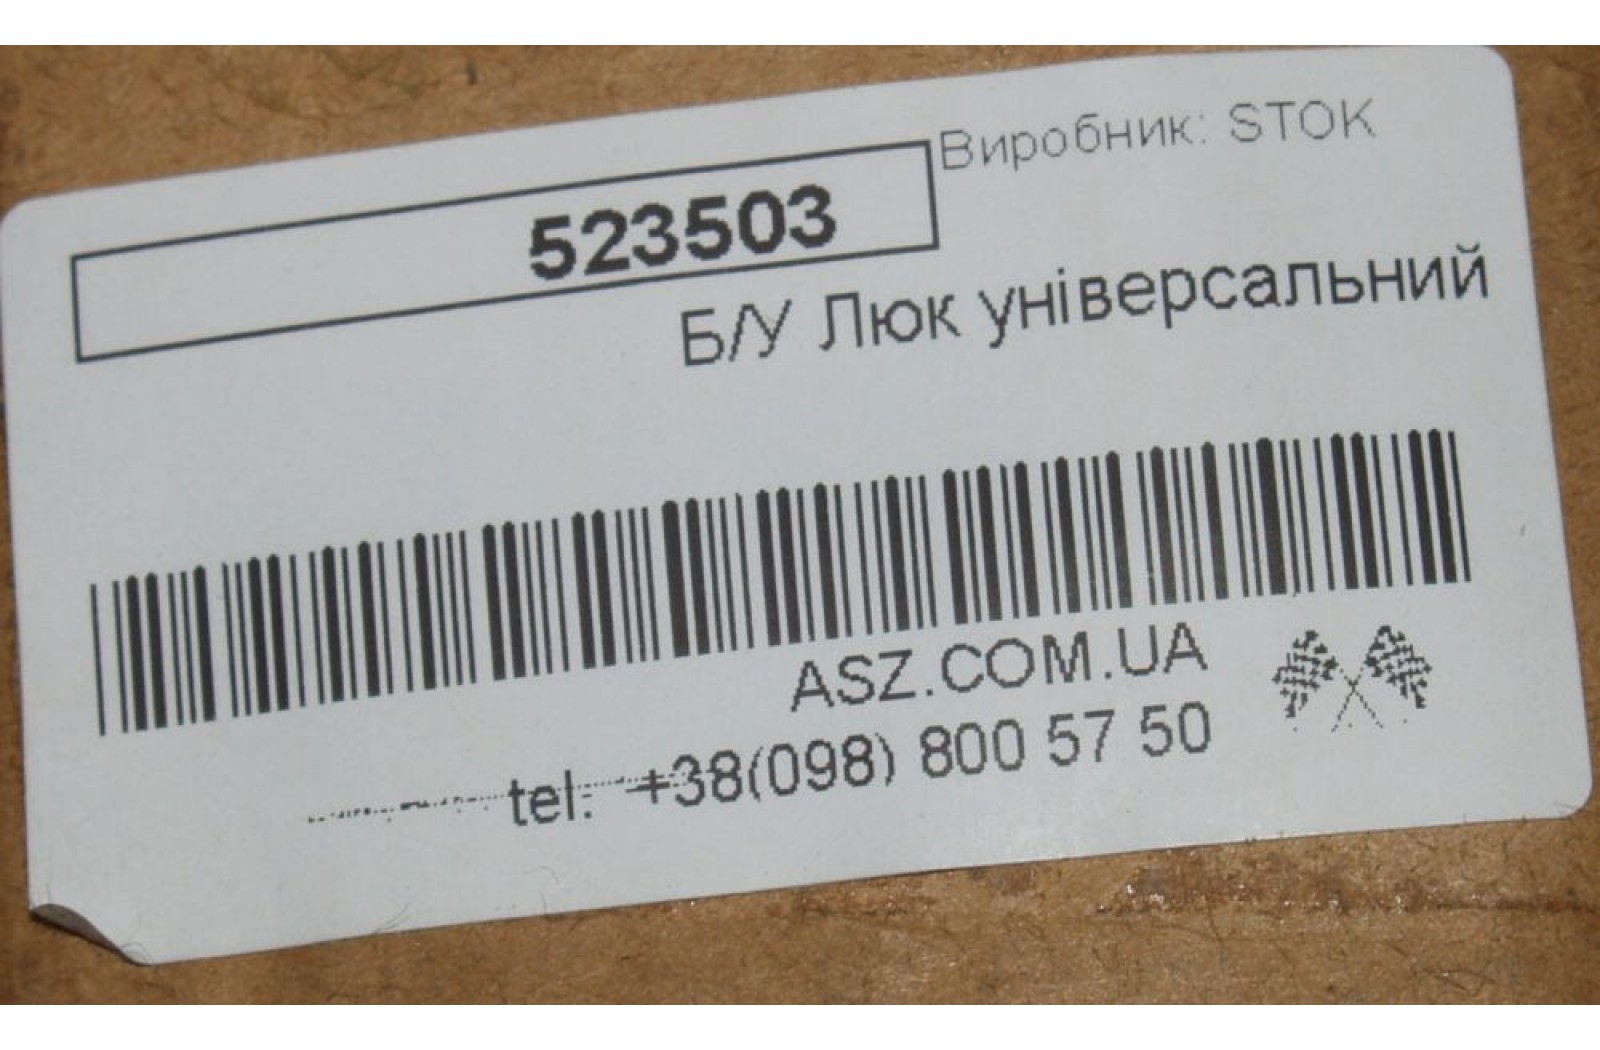 Виробник: STOK
523503
Б/У Люк універсальний
ASZ.COM.UA
tel. +38(098) 800 57 50